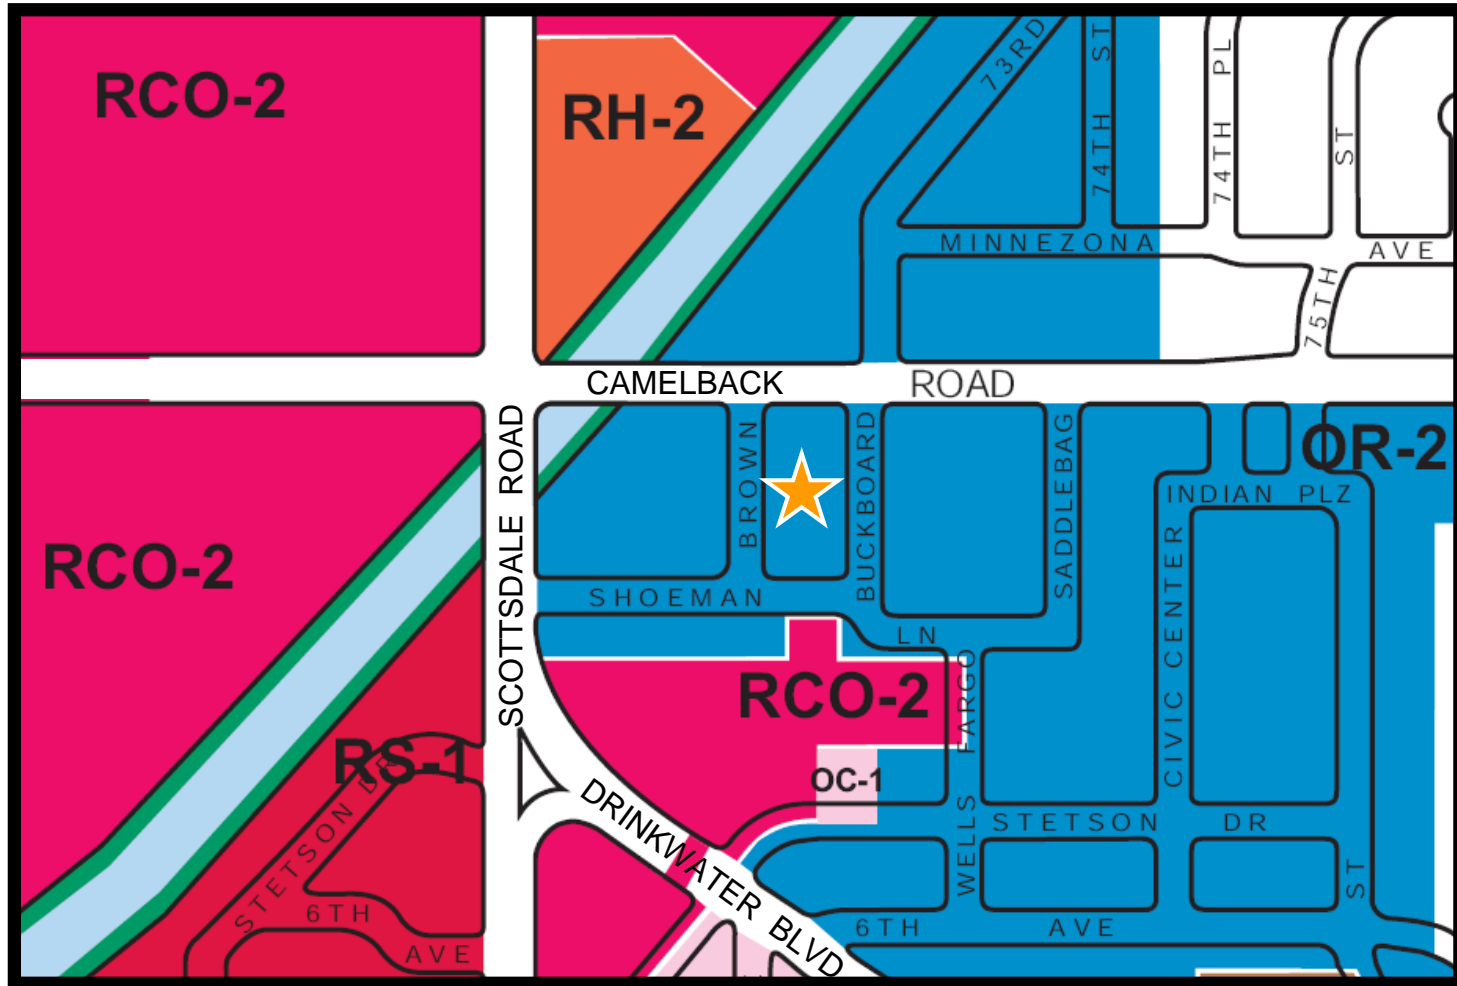 RCO-2
RH-2
73RD
74TH ST
74TH PL
ST
MINNEZONA
AVE
75TH
CAMELBACK ROAD
SCOTTSDALE ROAD
BROWN
BUCKBOARD
SADDLEBAG
OR-2
INDIAN PLZ
RCO-2
SHOEMAN
LN
CIVIC CENTER
ST
RCO-2
WELLS FARGO
RS-1
OC-1
STETSON DR
DRINKWATER BLVD
STETSON DR
6TH
AVE
6TH AVE